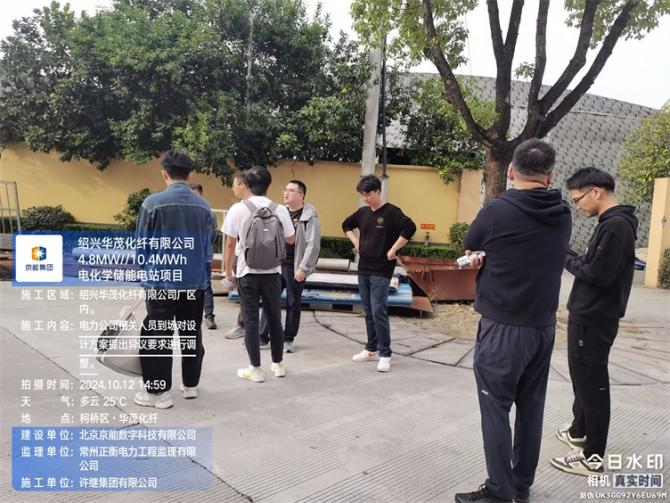 京能集团
绍兴华茂化纤有限公司
4.8MW//10.4MWh
电化学储能电站项目
施工区域：绍兴华茂化纤有限公司厂区
内。
施工内容：电力公司相关人员到场对设
计方案提出异议要求进行调
整。
拍摄时间：2024.10.12 14:59
天　　气：多云 25℃
地　　点：柯桥区·华茂化纤
建设单位：北京京能数字科技有限公司
监理单位：常州正衡电力工程监理有限
公司
施工单位：许继集团有限公司
今日水印
相机 真实时间
防伪 UK3GG92Y6EU69M